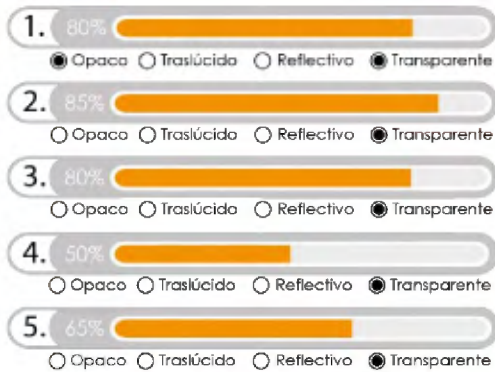 1. 80%
Opaco Traslúcido Reflectivo Transparente
2. 85%
Opaco Traslúcido Reflectivo Transparente
3. 80%
Opaco Traslúcido Reflectivo Transparente
4. 50%
Opaco Traslúcido Reflectivo Transparente
5. 65%
Opaco Traslúcido Reflectivo Transparente